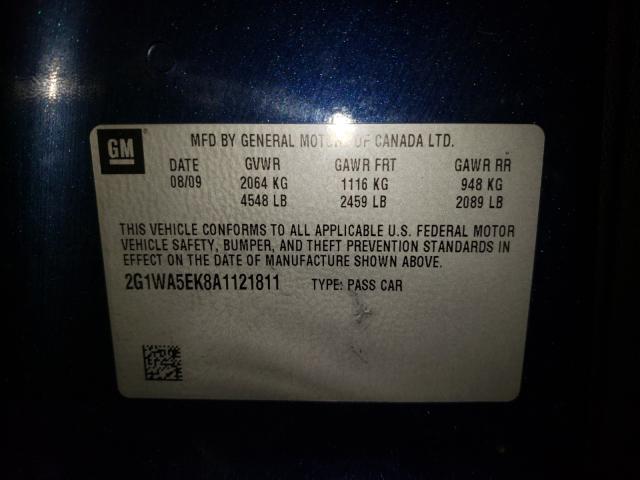 GM
MFD BY GENERAL MOTORS OF CANADA LTD.
DATE GVWR GAWR FRT GAWR RR
08/09 2064 KG 1116 KG 948 KG
4548 LB 2459 LB 2089 LB
THIS VEHICLE CONFORMS TO ALL APPLICABLE U.S. FEDERAL MOTOR
VEHICLE SAFETY, BUMPER, AND THEFT PREVENTION STANDARDS IN
EFFECT ON THE DATE OF MANUFACTURE SHOWN ABOVE.
2G1WA5EK8A1121811 TYPE: PASS CAR